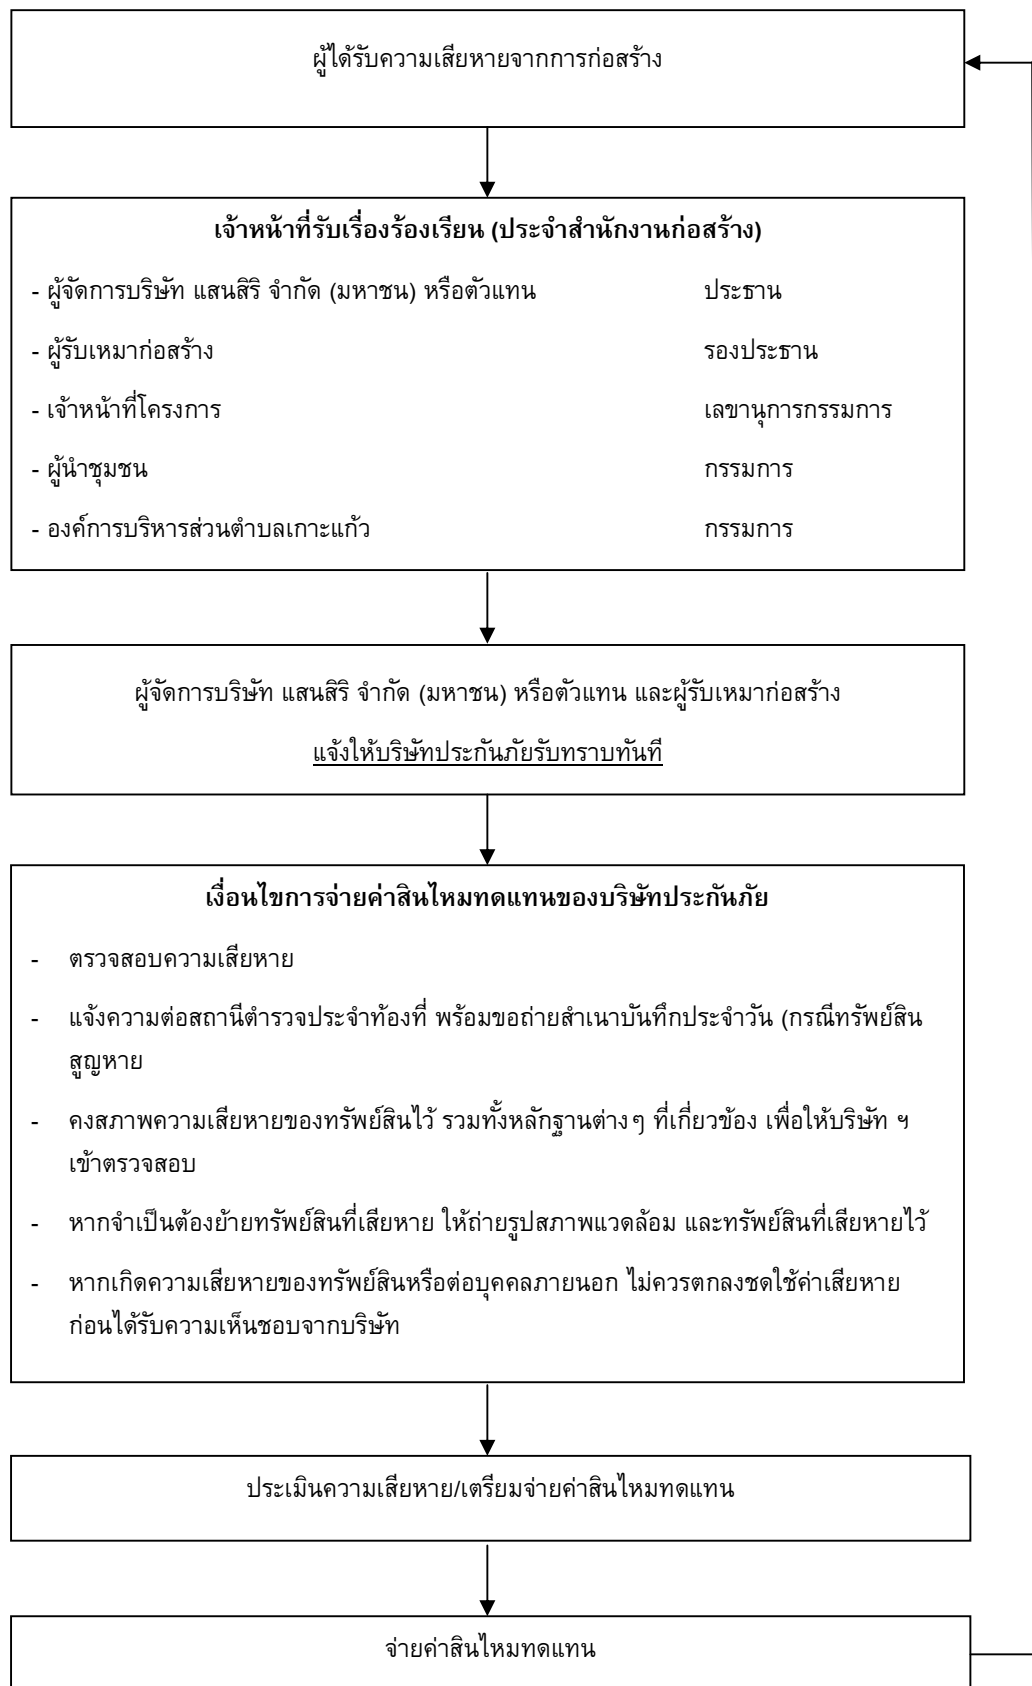 ผู้ได้รับความเสียหายจากการก่อสร้าง
เจ้าหน้าที่รับเรื่องร้องเรียน (ประจำสำนักงานก่อสร้าง)
- ผู้จัดการบริษัท แสนสิริ จำกัด (มหาชน) หรือตัวแทน ประธาน
- ผู้รับเหมาก่อสร้าง รองประธาน
- เจ้าหน้าที่โครงการ เลขานุการกรรมการ
- ผู้นำชุมชน กรรมการ
- องค์การบริหารส่วนตำบลเกาะแก้ว กรรมการ
ผู้จัดการบริษัท แสนสิริ จำกัด (มหาชน) หรือตัวแทน และผู้รับเหมาก่อสร้าง
แจ้งให้บริษัทประกันภัยรับทราบทันที
เงื่อนไขการจ่ายค่าสินไหมทดแทนของบริษัทประกันภัย
- ตรวจสอบความเสียหาย
- แจ้งความต่อสถานีตำรวจประจำท้องที่ พร้อมขอถ่ายสำเนาบันทึกประจำวัน (กรณีทรัพย์สิน
สูญหาย
- คงสภาพความเสียหายของทรัพย์สินไว้ รวมทั้งหลักฐานต่างๆ ที่เกี่ยวข้อง เพื่อให้บริษัท ฯ
เข้าตรวจสอบ
- หากจำเป็นต้องย้ายทรัพย์สินที่เสียหาย ให้ถ่ายรูปสภาพแวดล้อม และทรัพย์สินที่เสียหายไว้
- หากเกิดความเสียหายของทรัพย์สินหรือต่อบุคคลภายนอก ไม่ควรตกลงชดใช้ค่าเสียหาย
ก่อนได้รับความเห็นชอบจากบริษัท
ประเมินความเสียหาย/เตรียมจ่ายค่าสินไหมทดแทน
จ่ายค่าสินไหมทดแทน